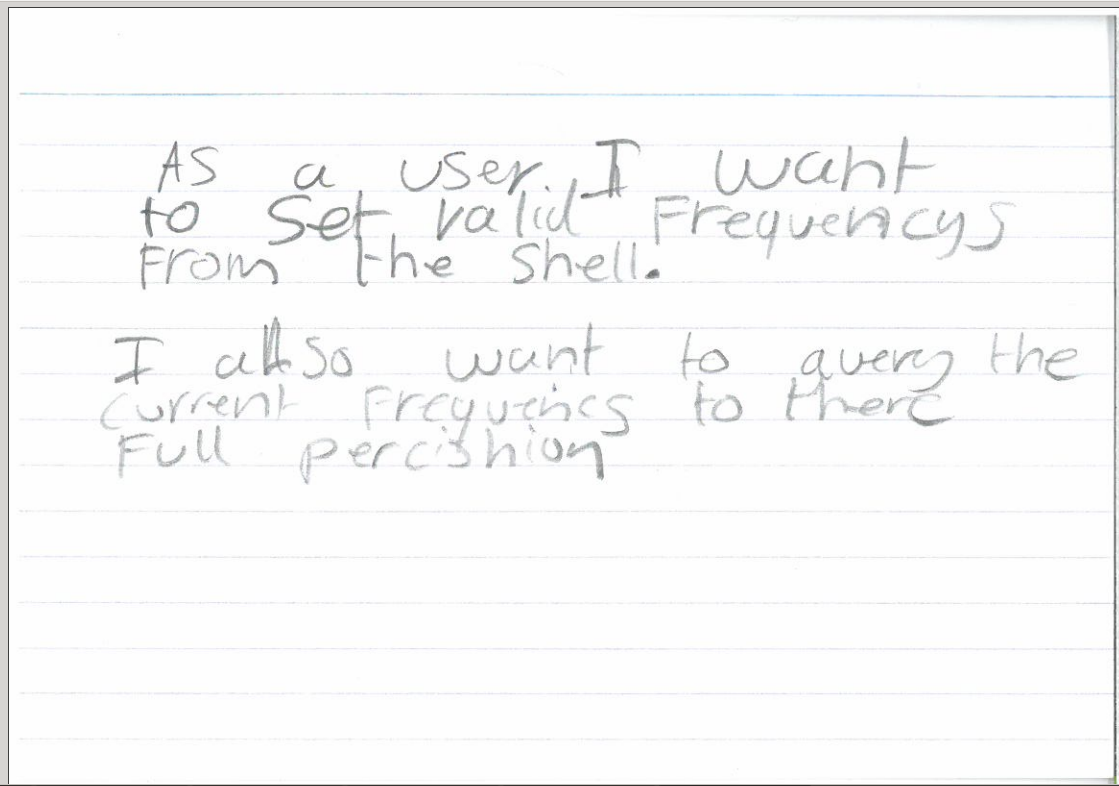 As a user I want
to set valid Frequencys
From the shell.
I also want to query the
current Frequencies to there
Full percishion